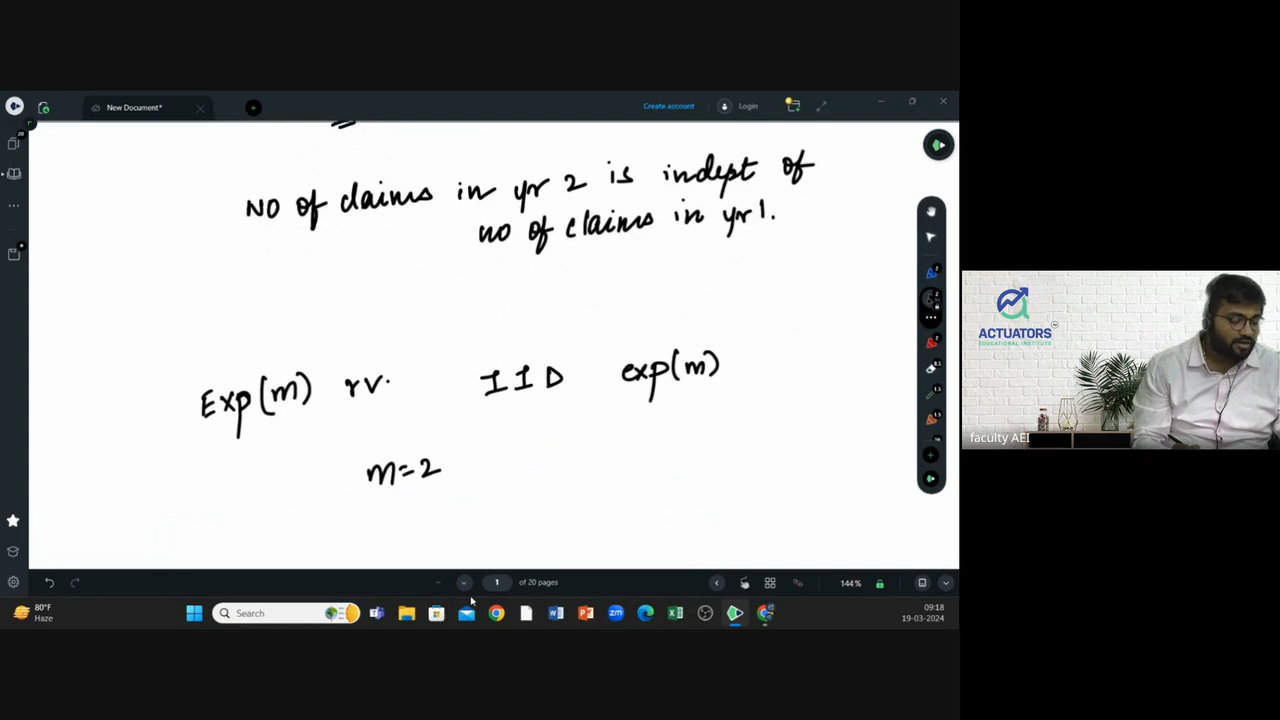 New Document*
Create account
Login
20
No of claims in yr 2 is indept of
no of claims in yr 1.
Exp(m) rv.
IID exp(m)
m=2
1 of 20 pages
144%
80°F
Haze
Search
09:18
19-03-2024
ACTUATORS
EDUCATIONAL INSTITUTE
faculty AEI